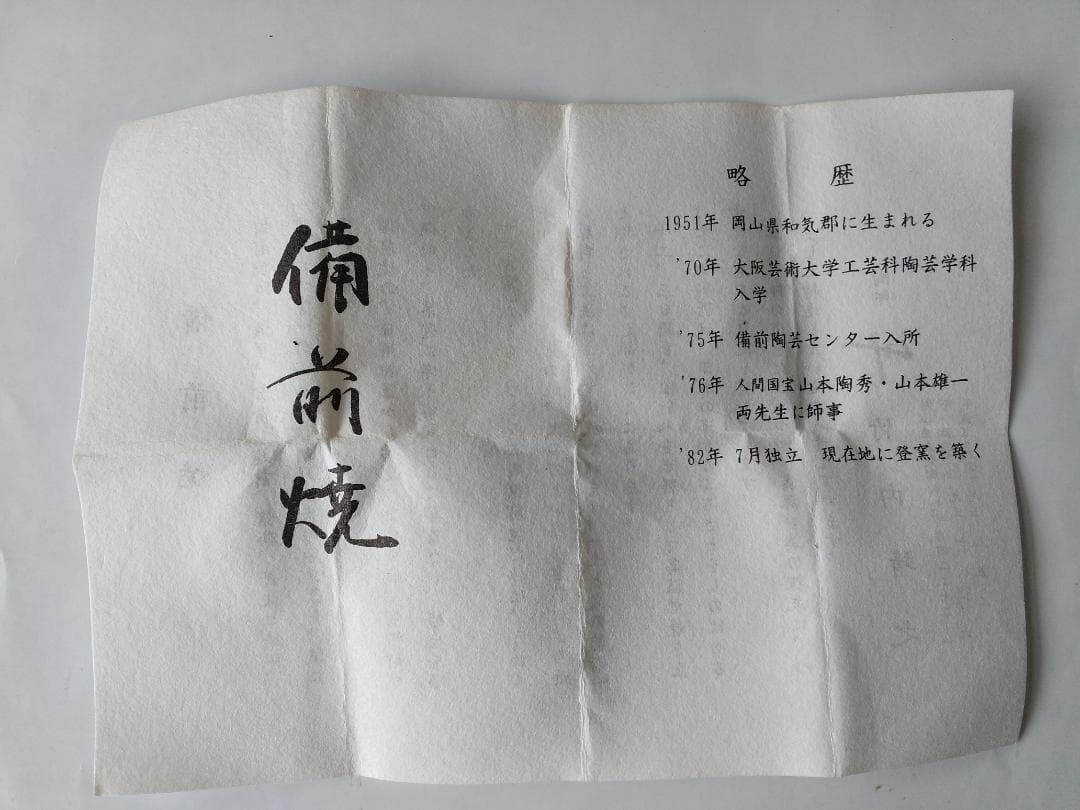 備前焼
略歴
1951年 岡山県和気郡に生まれる
'70年 大阪芸術大学工芸科陶芸学科
入学
'75年 備前陶芸センター入所
'76年 人間国宝山本陶秀・山本雄一
両先生に師事
'82年 7月独立 現在地に登窯を築く